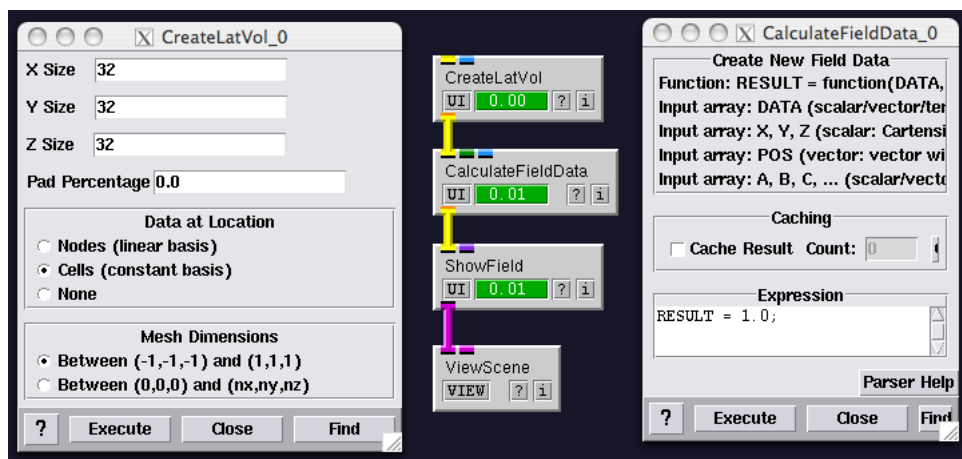 CreateLatVol_0
X Size 32
Y Size 32
Z Size 32
Pad Percentage 0.0
Data at Location
Nodes (linear basis)
Cells (constant basis)
None
Mesh Dimensions
Between (-1,-1,-1) and (1,1,1)
Between (0,0,0) and (nx,ny,nz)
? Execute Close Find
CreateLatVol
UI 0.00 ? i
CalculateFieldData
UI 0.01 ? i
ShowField
UI 0.01 ? i
ViewScene
VIEW ? i
CalculateFieldData_0
Create New Field Data
Function: RESULT = function(DATA,
Input array: DATA (scalar/vector/ter
Input array: X, Y, Z (scalar: Cartensi
Input array: POS (vector: vector wi
Input array: A, B, C, ... (scalar/vecto
Caching
Cache Result Count: 0
Expression
RESULT = 1.0;
Parser Help
? Execute Close Find